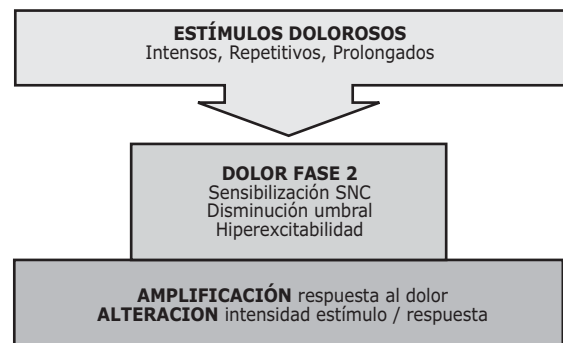 ESTÍMULOS DOLOROSOS
Intensos, Repetitivos, Prolongados
DOLOR FASE 2
Sensibilización SNC
Disminución umbral
Hiperexcitabilidad
AMPLIFICACIÓN respuesta al dolor
ALTERACION intensidad estímulo / respuesta